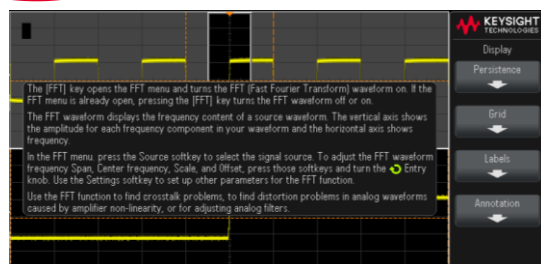 KEYSIGHT
TECHNOLOGIES
Display
Persistence
Grid
Labels
Annotation
The [FFT] key opens the FFT menu and turns the FFT (Fast Fourier Transform) waveform on. If the
FFT menu is already open, pressing the [FFT] key turns the FFT waveform off or on.
The FFT waveform displays the frequency content of a source waveform. The vertical axis shows
the amplitude for each frequency component in your waveform and the horizontal axis shows
frequency.
In the FFT menu, press the Source softkey to select the signal source. To adjust the FFT waveform
frequency Span, Center frequency, Scale, and Offset, press those softkeys and turn the Entry
knob. Use the Settings softkey to set up other parameters for the FFT function.
Use the FFT function to find crosstalk problems, to find distortion problems in analog waveforms
caused by amplifier non-linearity, or for adjusting analog filters.